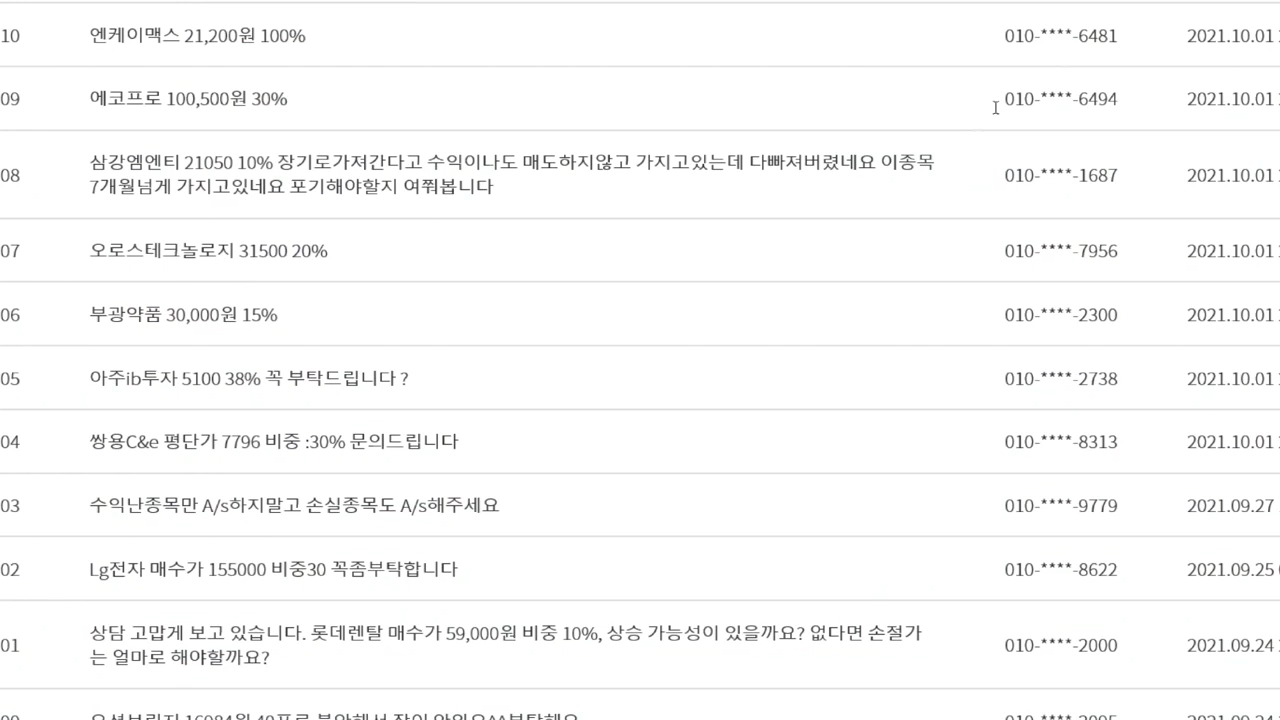 10 엔케이맥스 21,200원 100% 010-****-6481 2021.10.01
09 에코프로 100,500원 30% 010-****-6494 2021.10.01
08 삼강엠엔티 21050 10% 장기로가져간다고 수익이나도 매도하지않고 가지고있는데 다빠져버렸네요 이종목 010-****-1687 2021.10.01
7개월넘게 가지고있네요 포기해야할지 여쭤봅니다
07 오로스테크놀로지 31500 20% 010-****-7956 2021.10.01
06 부광약품 30,000원 15% 010-****-2300 2021.10.01
05 아주ib투자 5100 38% 꼭 부탁드립니다 ? 010-****-2738 2021.10.01
04 쌍용C&e 평단가 7796 비중 :30% 문의드립니다 010-****-8313 2021.10.01
03 수익난종목만 A/s하지말고 손실종목도 A/s해주세요 010-****-9779 2021.09.27
02 Lg전자 매수가 155000 비중30 꼭좀부탁합니다 010-****-8622 2021.09.25
01 상담 고맙게 보고 있습니다. 롯데렌탈 매수가 59,000원 비중 10%, 상승 가능성이 있을까요? 없다면 손절가 010-****-2000 2021.09.24
는 얼마로 해야할까요?